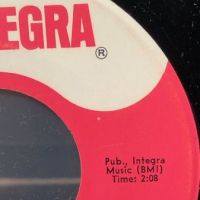 EGRA
®
Pub., Integra
Music (BMI)
Time: 2:08